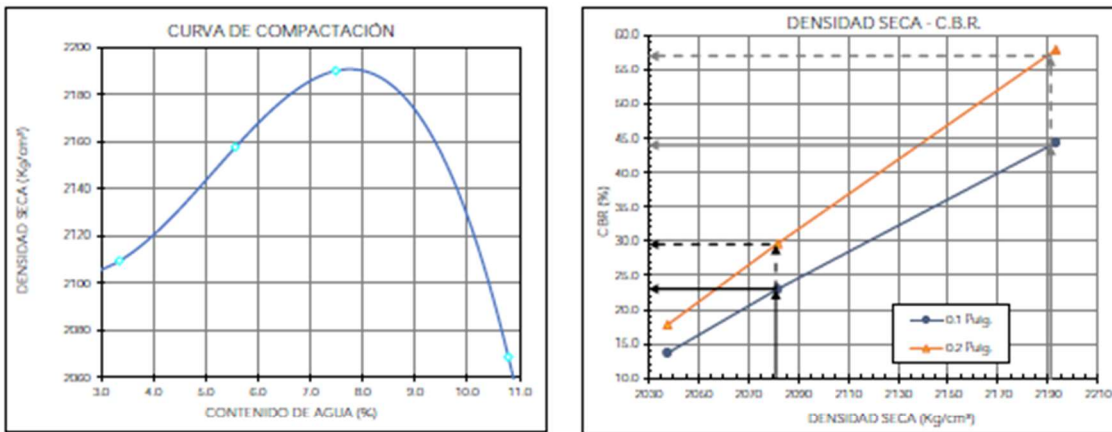 CURVA DE COMPACTACIÓN
DENSIDAD SECA (Kg/cm³)
2200
2180
2160
2140
2120
2100
2080
2060
3.0 4.0 5.0 6.0 7.0 8.0 9.0 10.0 11.0
CONTENIDO DE AGUA (%)
DENSIDAD SECA - C.B.R.
CBR (%)
60.0
55.0
50.0
45.0
40.0
35.0
30.0
25.0
20.0
15.0
10.0
0.1 Pulg.
0.2 Pulg.
2030 2050 2070 2090 2110 2130 2150 2170 2190 2210
DENSIDAD SECA (Kg/cm³)